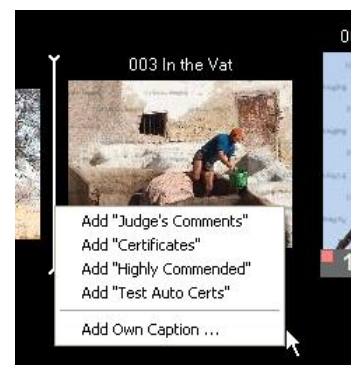 003 In the Vat
Add "Judge's Comments"
Add "Certificates"
Add "Highly Commended"
Add "Test Auto Certs"
Add Own Caption ...